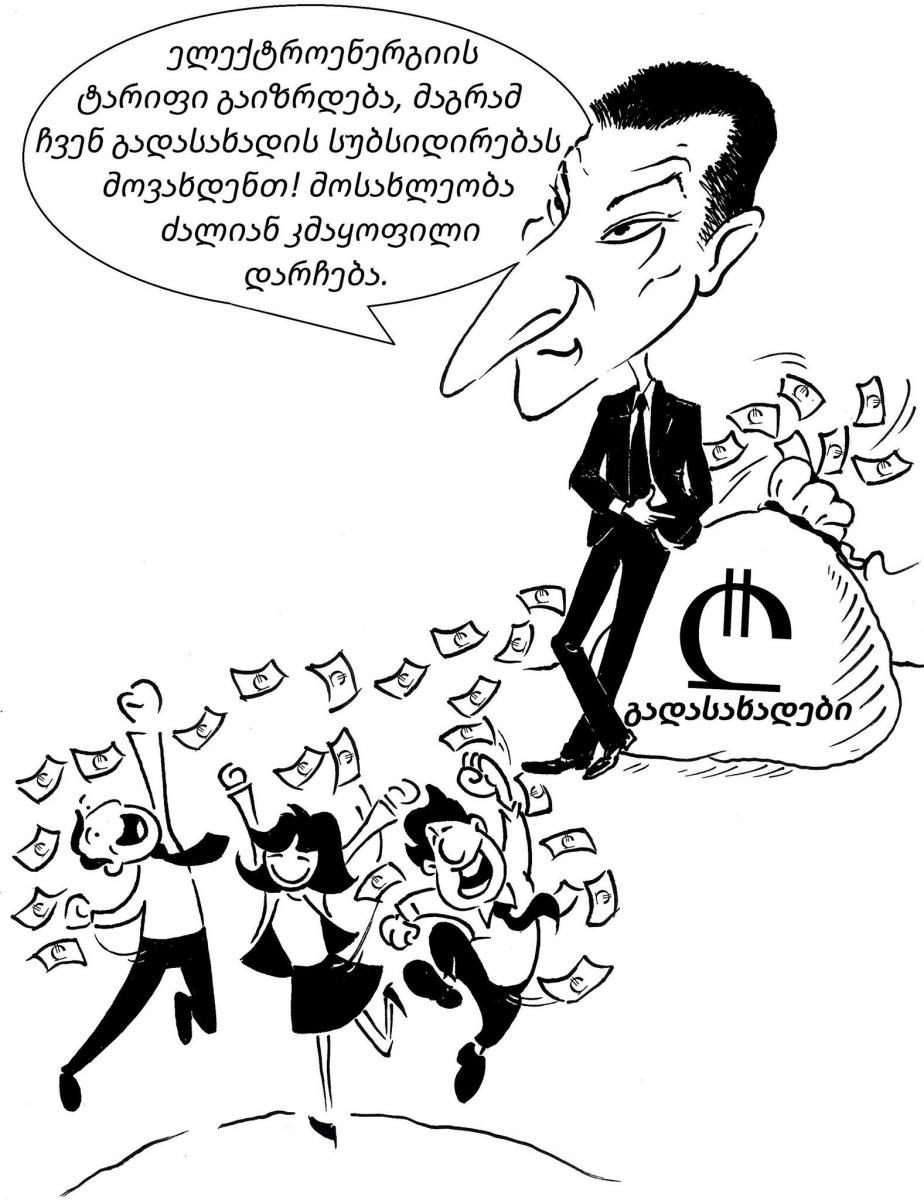 ელექტროენერგიის
ტარიფი გაიზრდება, მაგრამ
ჩვენ გადასახადის სუბსიდირებას
მოვახდენთ! მოსახლეობა
ძალიან კმაყოფილი
დარჩება.
₾
გადასახადები